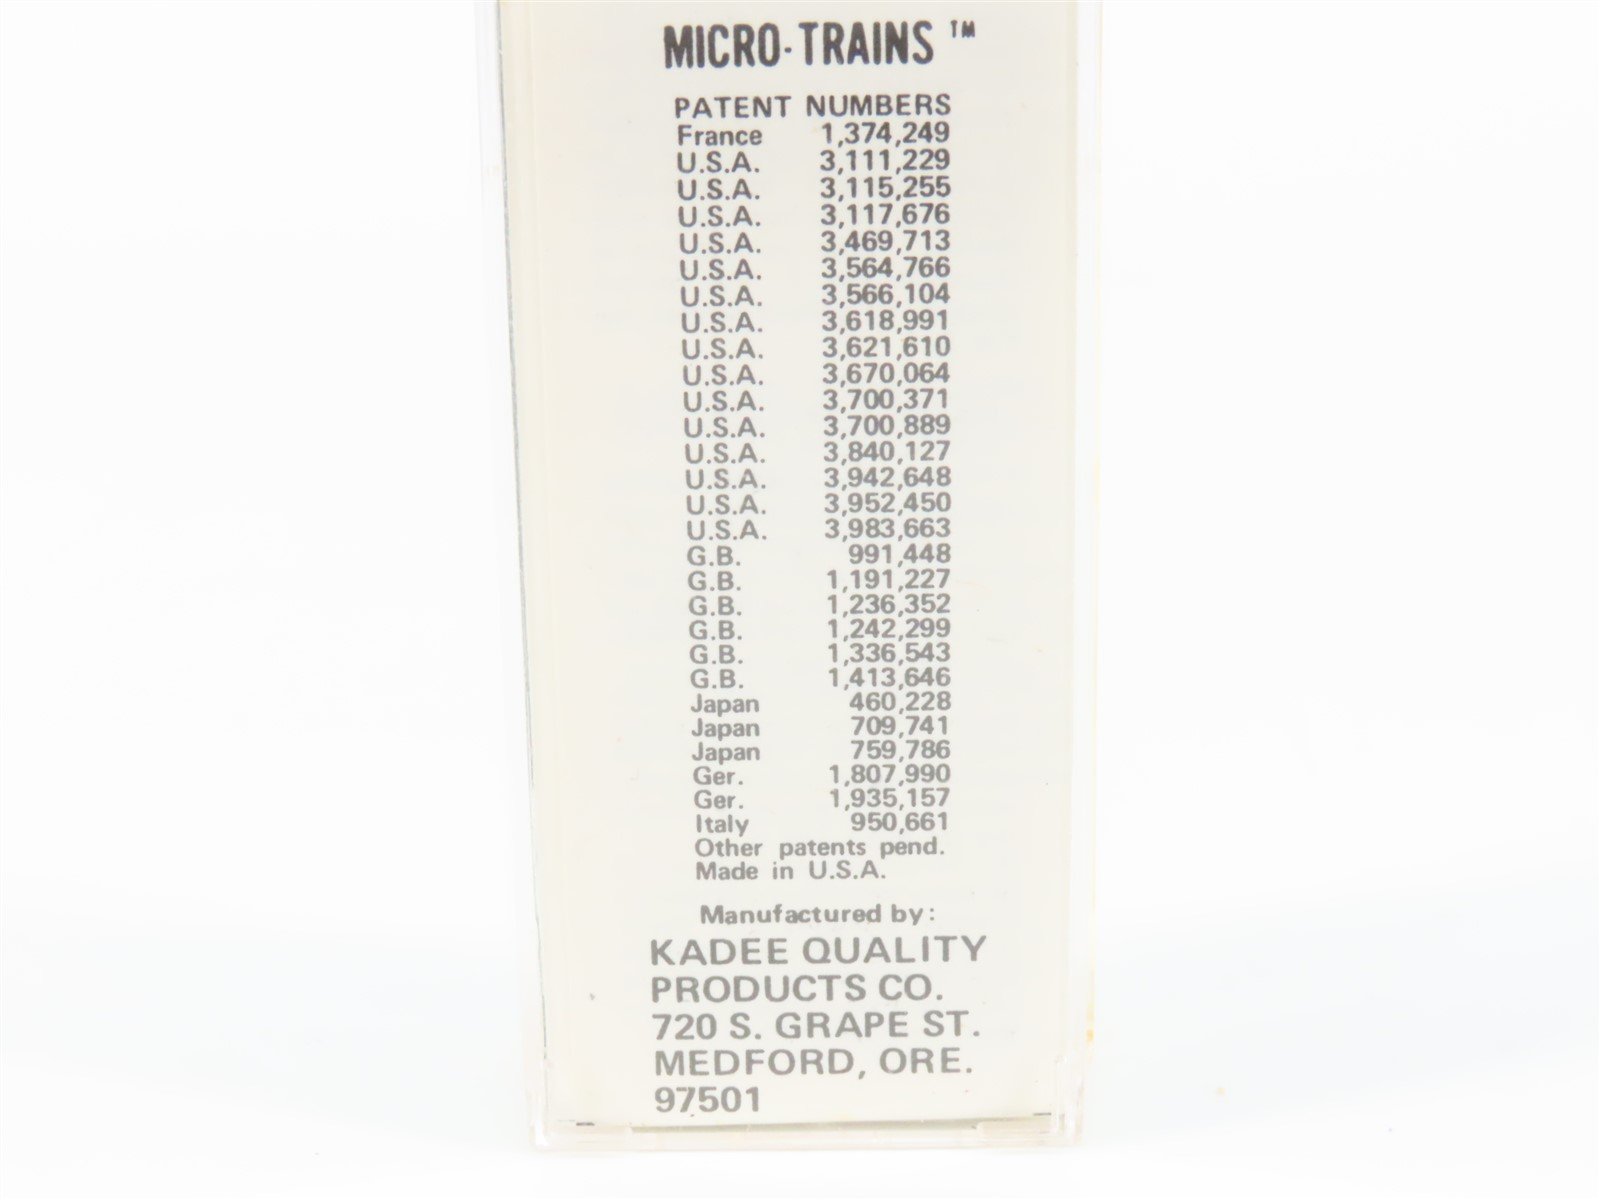 MICRO-TRAINS ™
PATENT NUMBERS
France 1,374,249
U.S.A. 3,111,229
U.S.A. 3,115,255
U.S.A. 3,117,676
U.S.A. 3,469,713
U.S.A. 3,564,766
U.S.A. 3,566,104
U.S.A. 3,618,991
U.S.A. 3,621,610
U.S.A. 3,670,064
U.S.A. 3,700,371
U.S.A. 3,700,889
U.S.A. 3,840,127
U.S.A. 3,942,648
U.S.A. 3,952,450
U.S.A. 3,983,663
G.B. 991,448
G.B. 1,191,227
G.B. 1,236,352
G.B. 1,242,299
G.B. 1,336,543
G.B. 1,413,646
Japan 460,228
Japan 709,741
Japan 759,786
Ger. 1,807,990
Ger. 1,935,157
Italy 950,661
Other patents pend.
Made in U.S.A.
Manufactured by:
KADEE QUALITY
PRODUCTS CO.
720 S. GRAPE ST.
MEDFORD, ORE.
97501